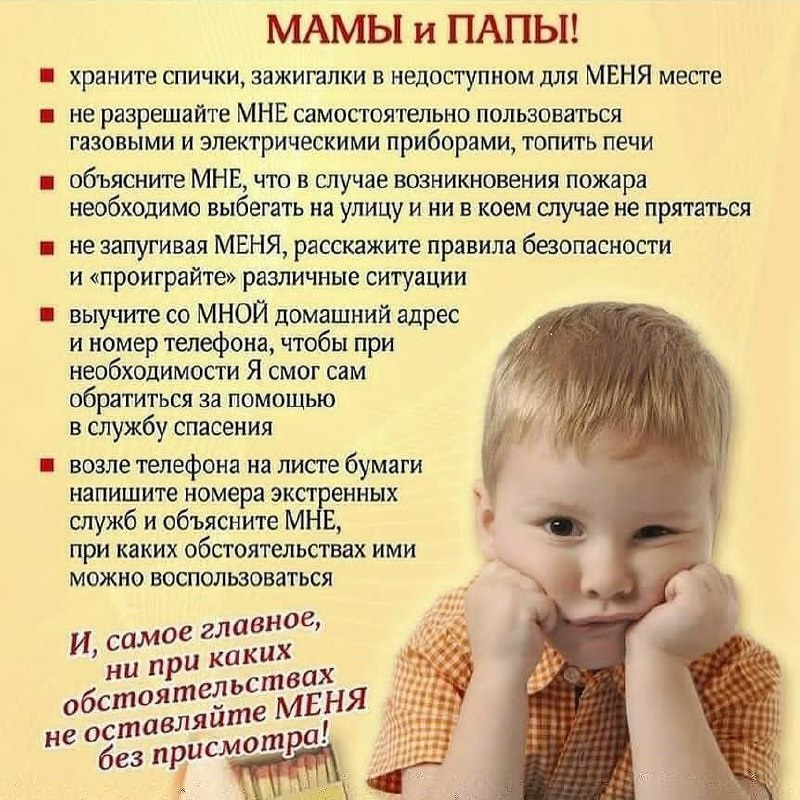 МАМЫ и ПАПЫ!
■ храните спички, зажигалки в недоступном для МЕНЯ месте
■ не разрешайте МНЕ самостоятельно пользоваться
газовыми и электрическими приборами, топить печи
■ объясните МНЕ, что в случае возникновения пожара
необходимо выбегать на улицу и ни в коем случае не прятаться
■ не запугивая МЕНЯ, расскажите правила безопасности
и «проиграйте» различные ситуации
■ выучите со МНОЙ домашний адрес
и номер телефона, чтобы при
необходимости Я смог сам
обратиться за помощью
в службу спасения
■ возле телефона на листе бумаги
напишите номера экстренных
служб и объясните МНЕ,
при каких обстоятельствах ими
можно воспользоваться
И, самое главное,
ни при каких
обстоятельствах
не оставляйте МЕНЯ
без присмотра!